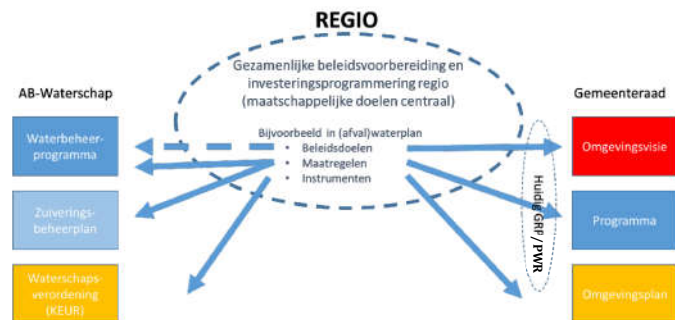 REGIO
Gezamenlijke beleidsvoorbereiding en
investeringsprogrammering regio
(maatschappelijke doelen centraal)
Bijvoorbeeld in (afval)waterplan
• Beleidsdoelen
• Maatregelen
• Instrumenten
AB-Waterschap
Waterbeheer-
programma
Zuiverings-
beheerplan
Waterschaps-
verordening
(KEUR)
Huidig GRP / PWR
Gemeenteraad
Omgevingsvisie
Programma
Omgevingsplan